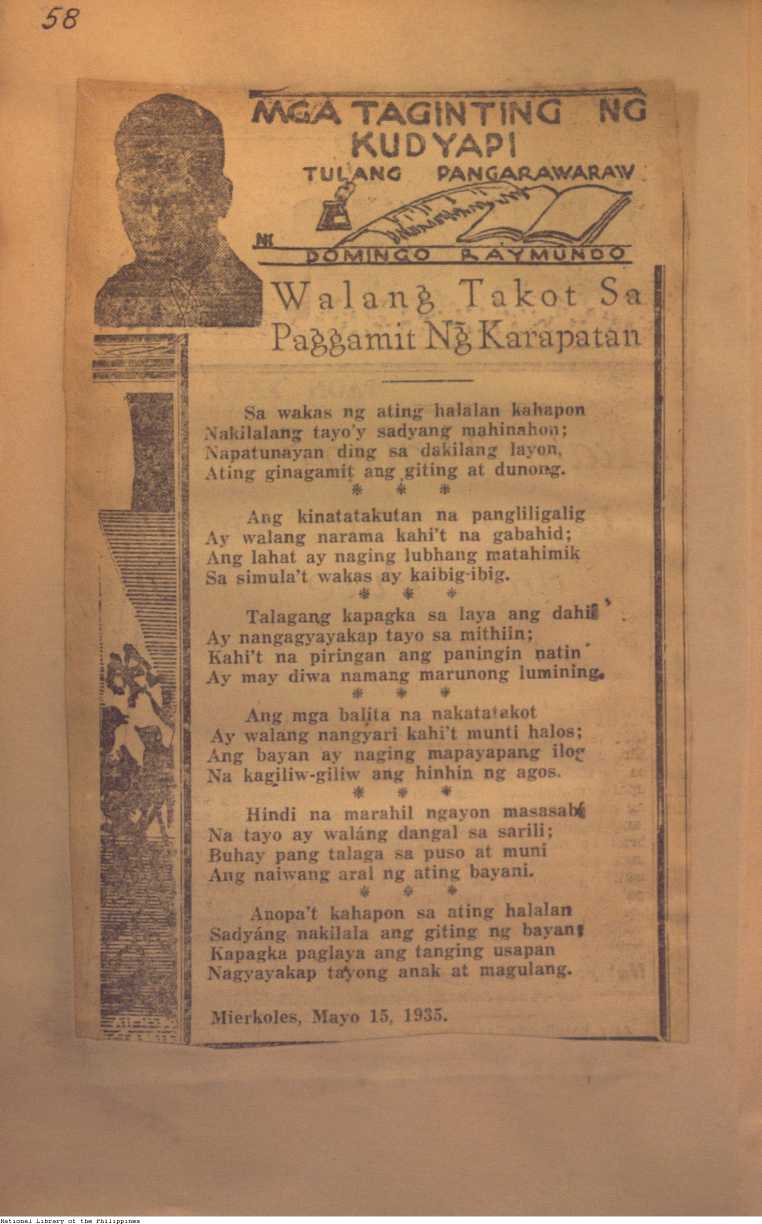 58
MGA TAGINTING NG
KUDYAPI
TULANG PANGARAWARAW
NI
DOMINGO RAYMUNDO
Walang̃ Takot Sa
Pagg̃amit Ng̃ Karapatan
Sa wakas ng ating halalan kahapon
Nakilalang tayo'y sadyang mahinahon;
Napatunayan ding sa dakilang layon,
Ating ginagamit ang giting at dunong.
* * *
Ang kinatatakutan na pangliligalig
Ay walang narama kahi't na gabahid;
Ang lahat ay naging lubhang matahimik
Sa simula't wakas ay kaibig-ibig.
* * *
Talagang kapagka sa laya ang dahil
Ay nangagyayakap tayo sa mithiin;
Kahi't na piringan ang paningin natin
Ay may diwa namang marunong lumining.
* * *
Ang mga balita na nakatatakot
Ay walang nangyari kahi't munti halos;
Ang bayan ay naging mapayapang ilog
Na kagiliw-giliw ang hinhin ng agos.
* * *
Hindi na marahil ngayon masasabi
Na tayo ay waláng dangal sa sarili;
Buhay pang talaga sa puso at muni
Ang naiwang aral ng ating bayani.
* * *
Anopa't kahapon sa ating halalan
Sadyáng nakilala ang giting ng bayan;
Kapagka paglaya ang tanging usapan
Nagyayakap tayong anak at magulang.
Mierkoles, Mayo 15, 1935.
National Library of the Philippines